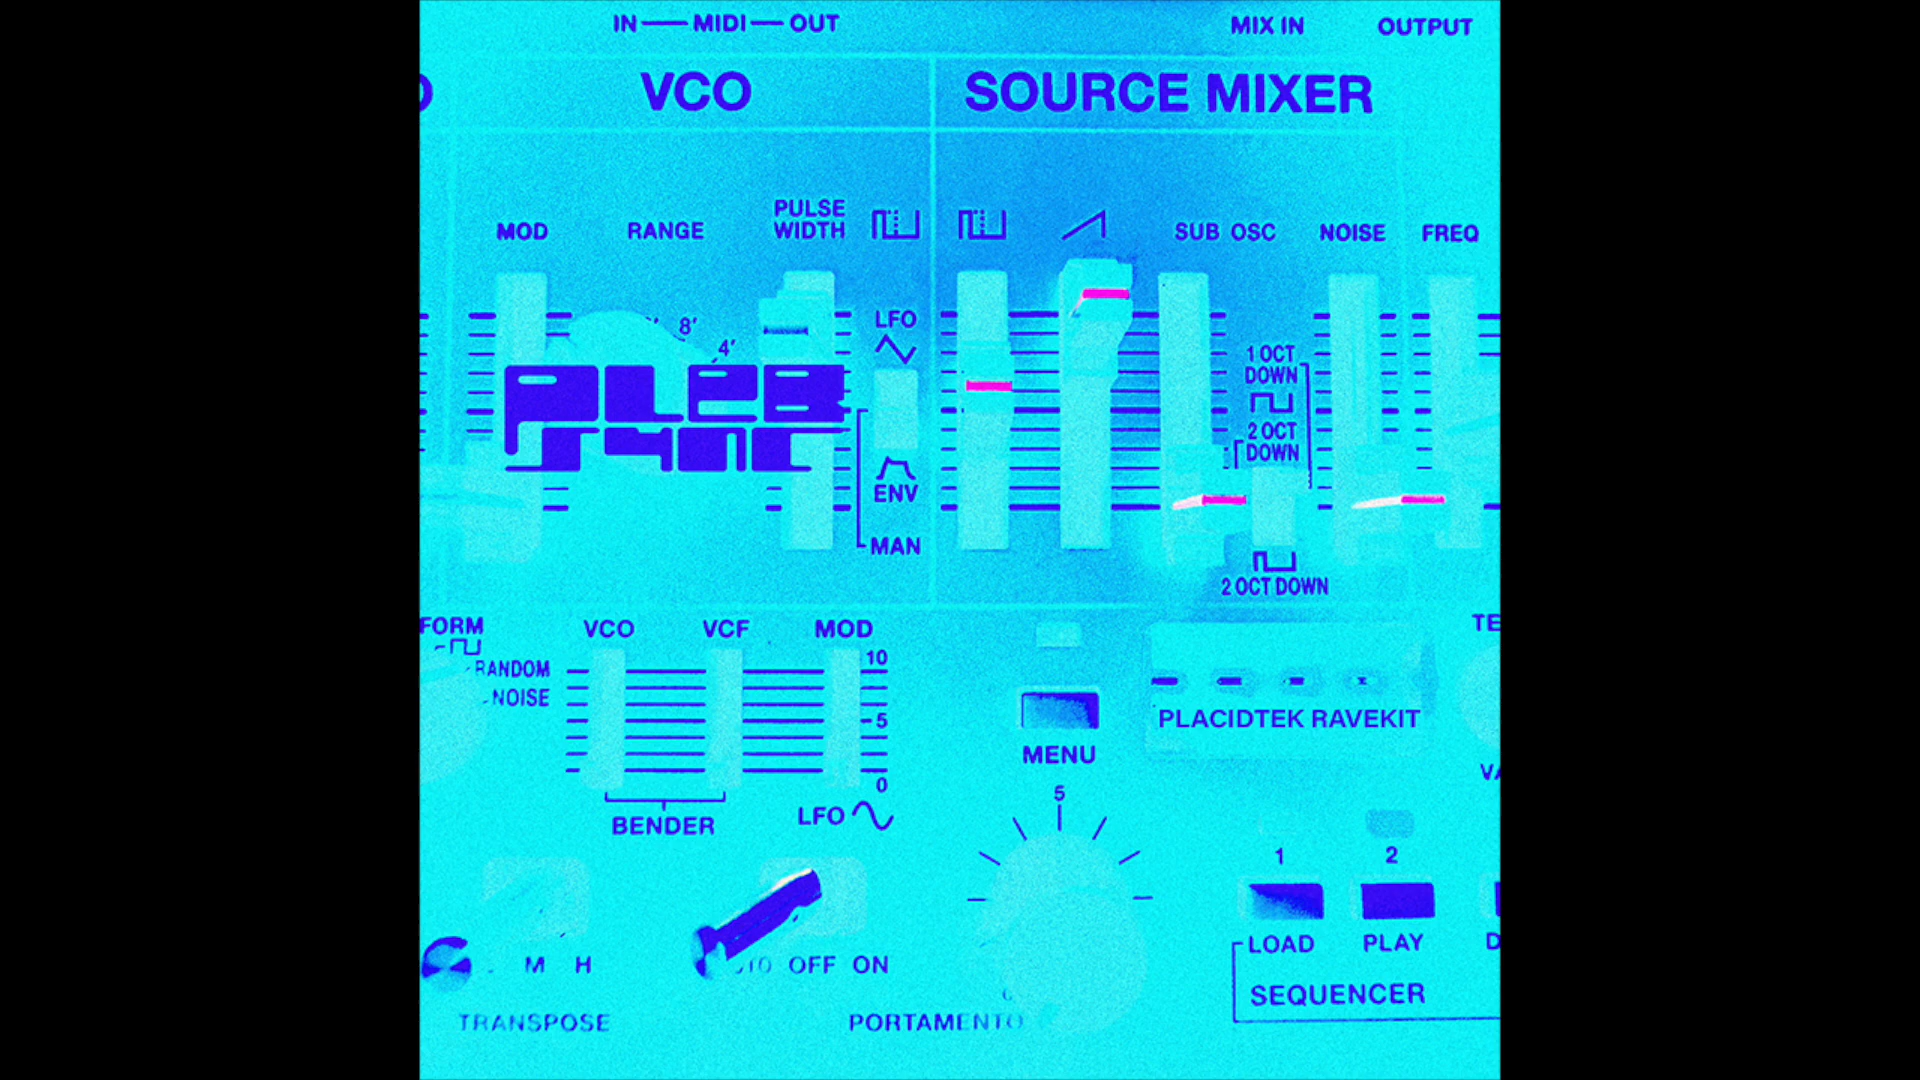 IN — MIDI — OUT
MIX IN
OUTPUT
VCO
SOURCE MIXER
MOD
RANGE
PULSE
WIDTH
SUB OSC
NOISE
FREQ
8'
4'
LFO
ENV
MAN
1 OCT
DOWN
2 OCT
DOWN
2 OCT DOWN
FORM
RANDOM
NOISE
VCO
VCF
MOD
10
5
0
BENDER
LFO
MENU
PLACIDTEK RAVEKIT
5
1
2
LOAD
PLAY
SEQUENCER
M H
OFF ON
TRANSPOSE
PORTAMENTO